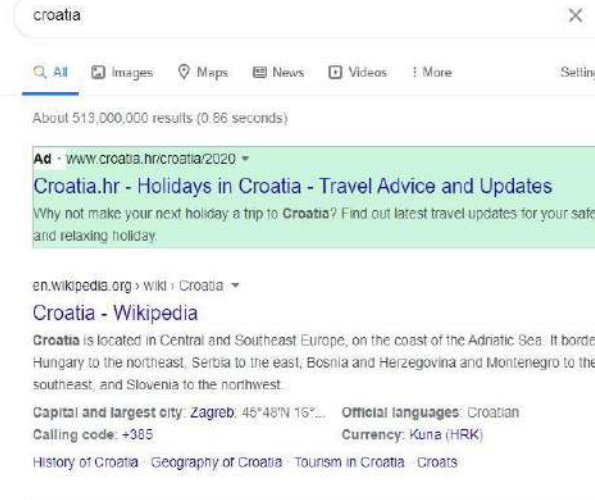 croatia
All Images Maps News Videos More
About 513,000,000 results (0.86 seconds)
Ad · www.croatia.hr/croatia/2020
Croatia.hr - Holidays in Croatia - Travel Advice and Updates
Why not make your next holiday a trip to Croatia? Find out latest travel updates for your safe
and relaxing holiday.
en.wikipedia.org › wiki › Croatia
Croatia - Wikipedia
Croatia is located in Central and Southeast Europe, on the coast of the Adriatic Sea. It borde
Hungary to the northeast, Serbia to the east, Bosnia and Herzegovina and Montenegro to the
southeast, and Slovenia to the northwest.
Capital and largest city: Zagreb; 45°48′N 16°... Official languages: Croatian
Calling code: +385 Currency: Kuna (HRK)
History of Croatia · Geography of Croatia · Tourism in Croatia · Croats